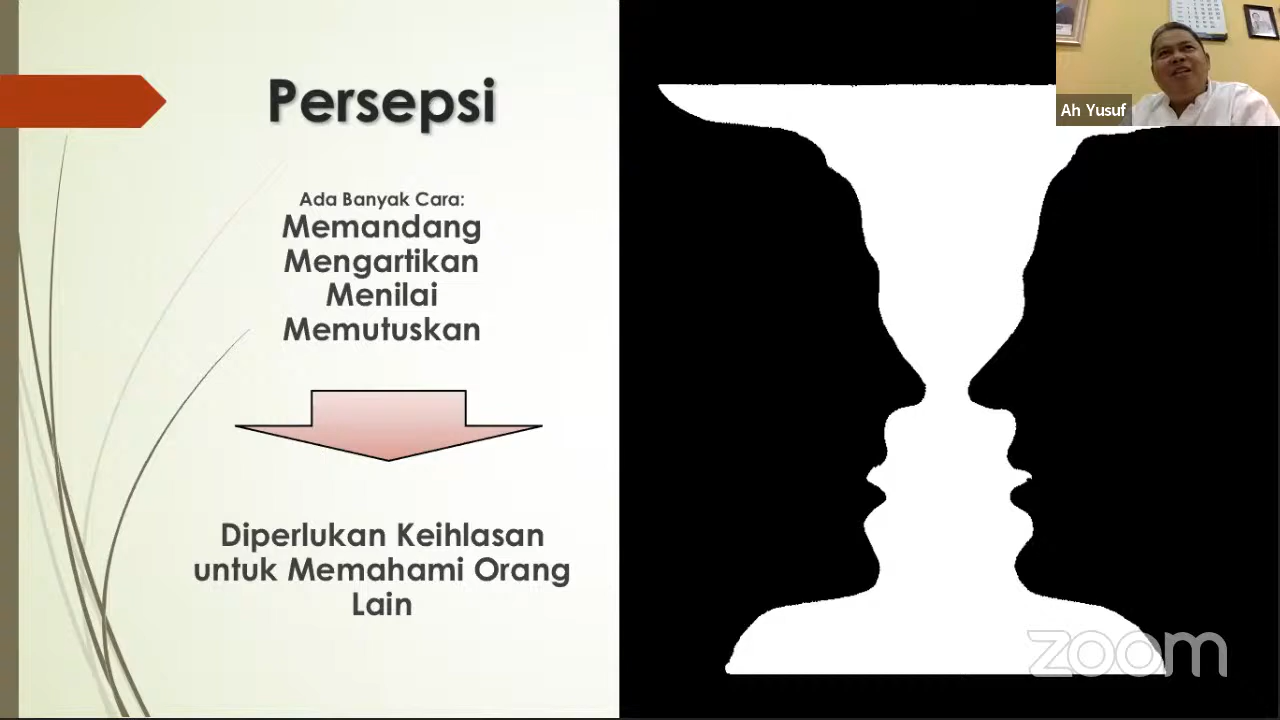 Persepsi
Ada Banyak Cara:
Memandang
Mengartikan
Menilai
Memutuskan
Diperlukan Keihlasan
untuk Memahami Orang
Lain
Ah Yusuf
zoom